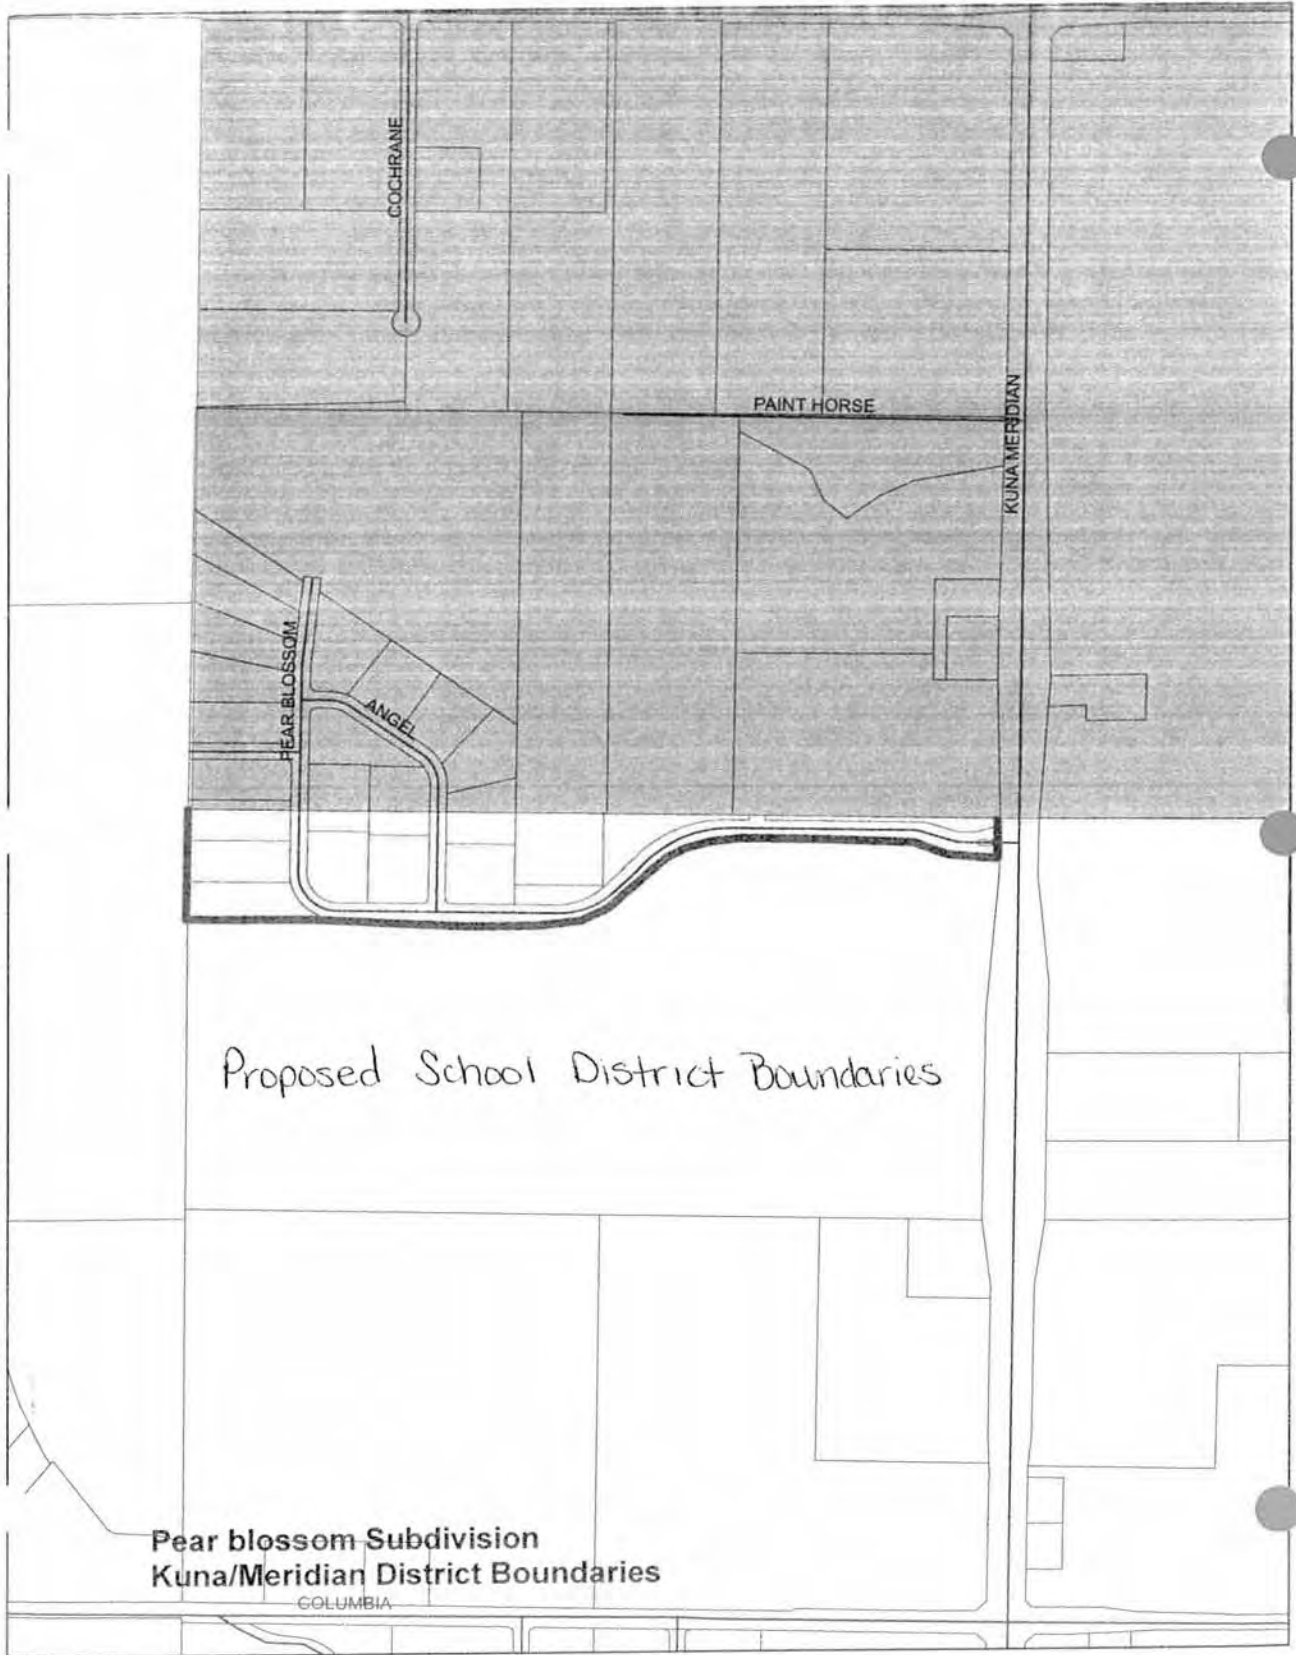 COCHRANE
PAINT HORSE
KUNA MERIDIAN
PEAR BLOSSOM
ANGEL
Proposed School District Boundaries
Pear blossom Subdivision
Kuna/Meridian District Boundaries
COLUMBIA